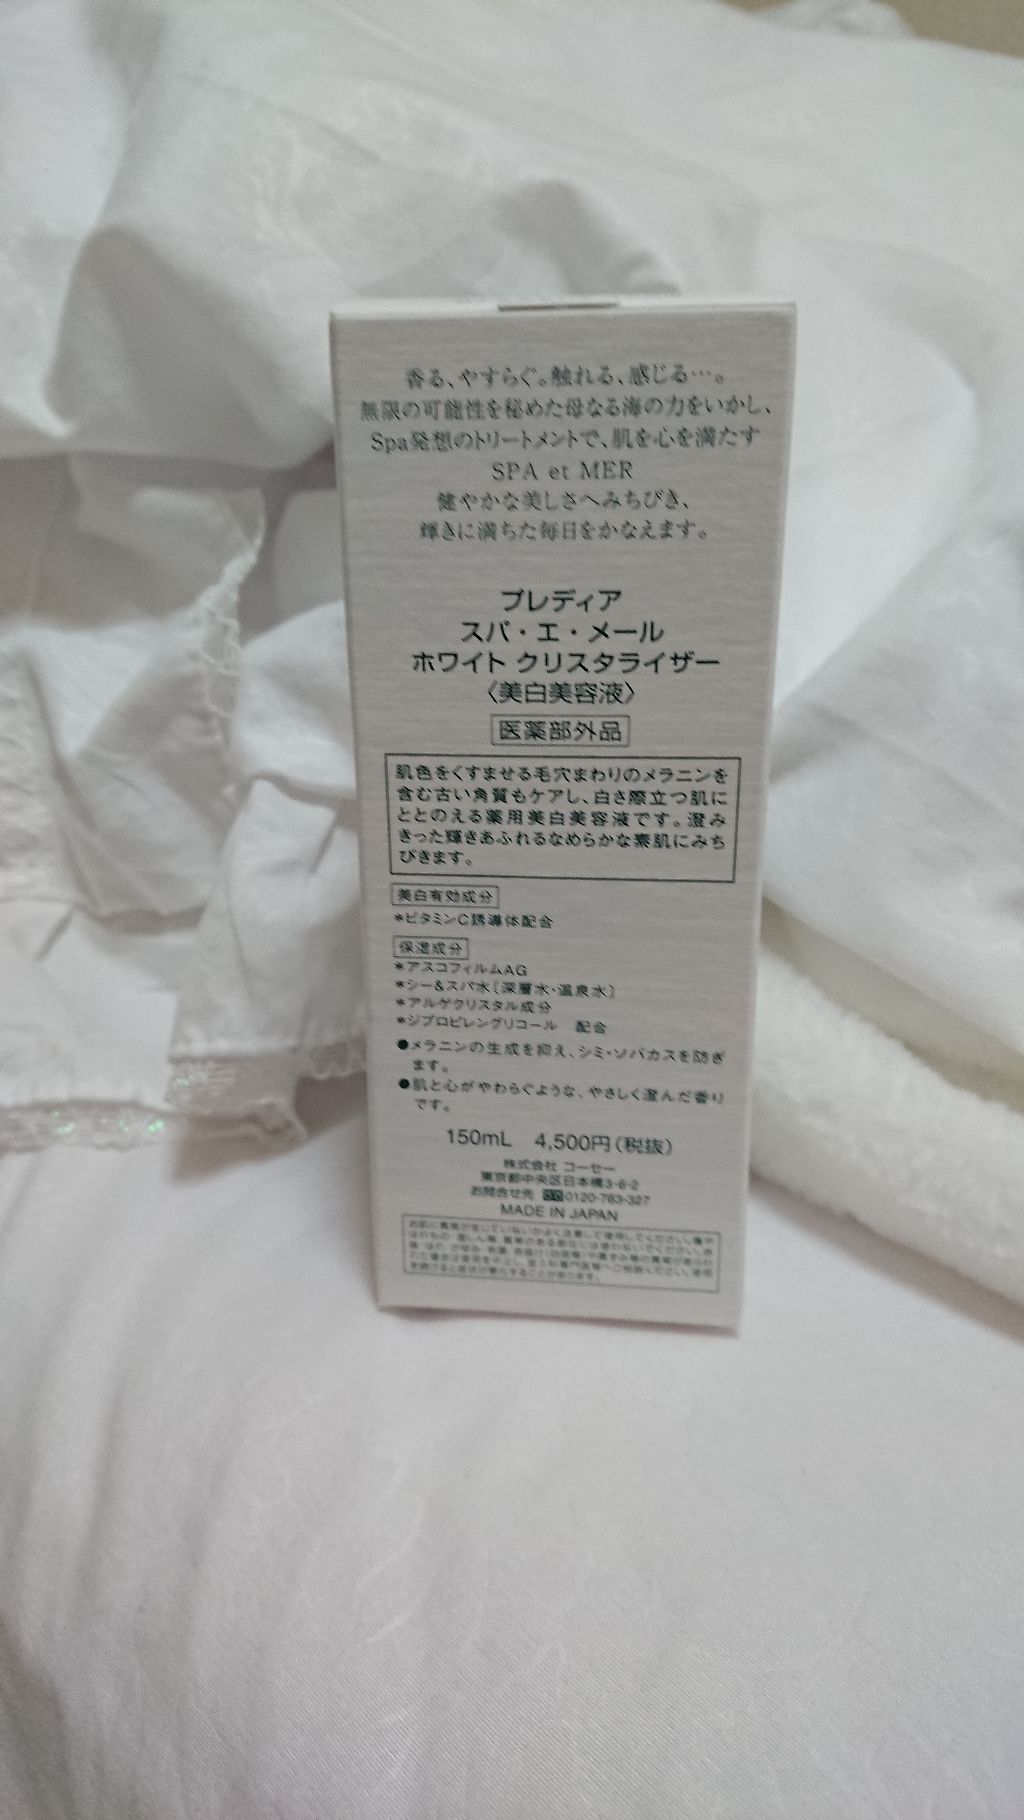 香る、やすらぐ。触れる、感じる…。
無限の可能性を秘めた母なる海の力をいかし、
Spa発想のトリートメントで、肌を心を満たす
SPA et MER
健やかな美しさへみちびき、
輝きに満ちた毎日をかなえます。
プレディア
スパ・エ・メール
ホワイト クリスタライザー
〈美白美容液〉
医薬部外品
肌色をくすませる毛穴まわりのメラニンを
含む古い角質もケアし、白さ際立つ肌に
ととのえる薬用美白美容液です。澄み
きった輝きあふれるなめらかな素肌にみち
びきます。
美白有効成分
*ビタミンC誘導体配合
保湿成分
*アスコフィルムAG
*シー&スパ水〔深層水・温泉水〕
*アルゲクリスタル成分
*ジプロピレングリコール 配合
●メラニンの生成を抑え、シミ・ソバカスを防ぎ
ます。
●肌と心がやわらぐような、やさしく澄んだ香り
です。
150mL 4,500円(税抜)
株式会社 コーセー
東京都中央区日本橋3-6-2
お問合せ先 0120-763-327
MADE IN JAPAN